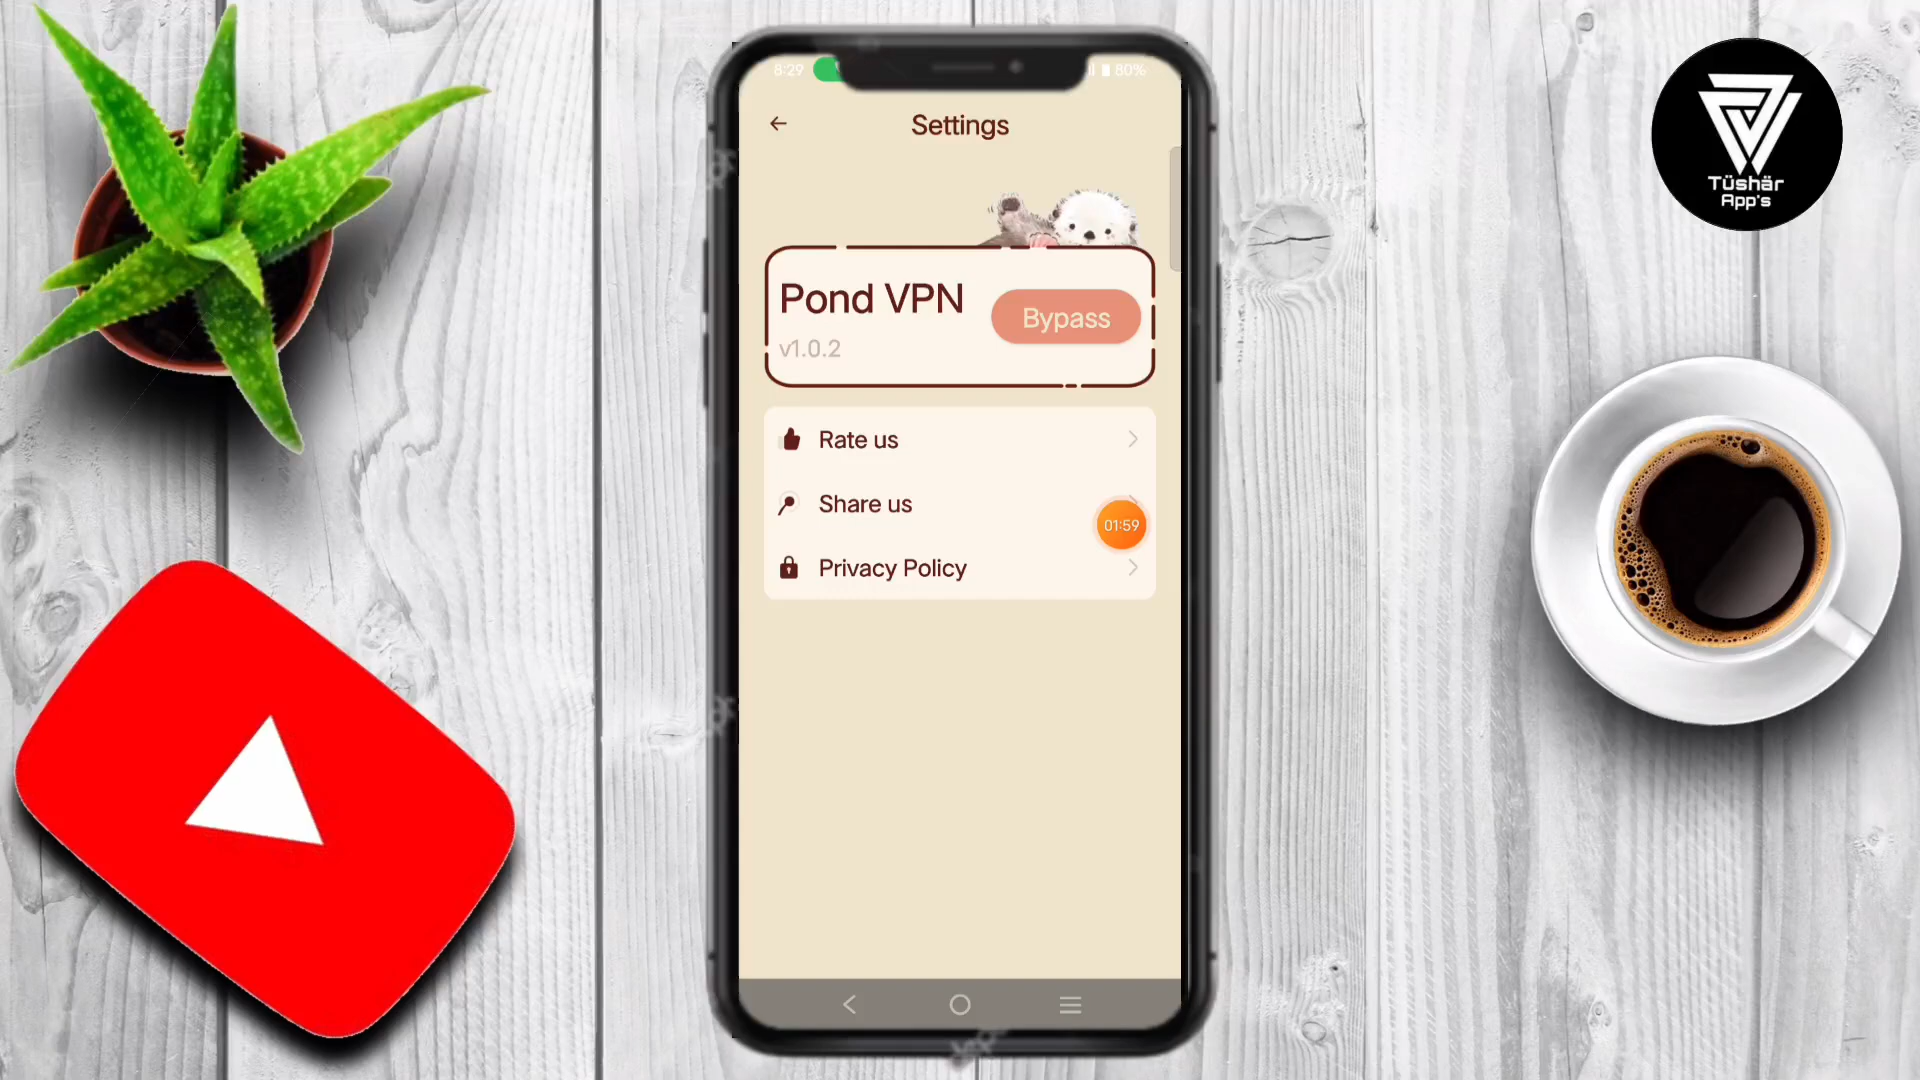 8:29
80%
Settings
Pond VPN
Bypass
v1.0.2
Rate us
Share us
01:59
Privacy Policy
Tüshär
App's